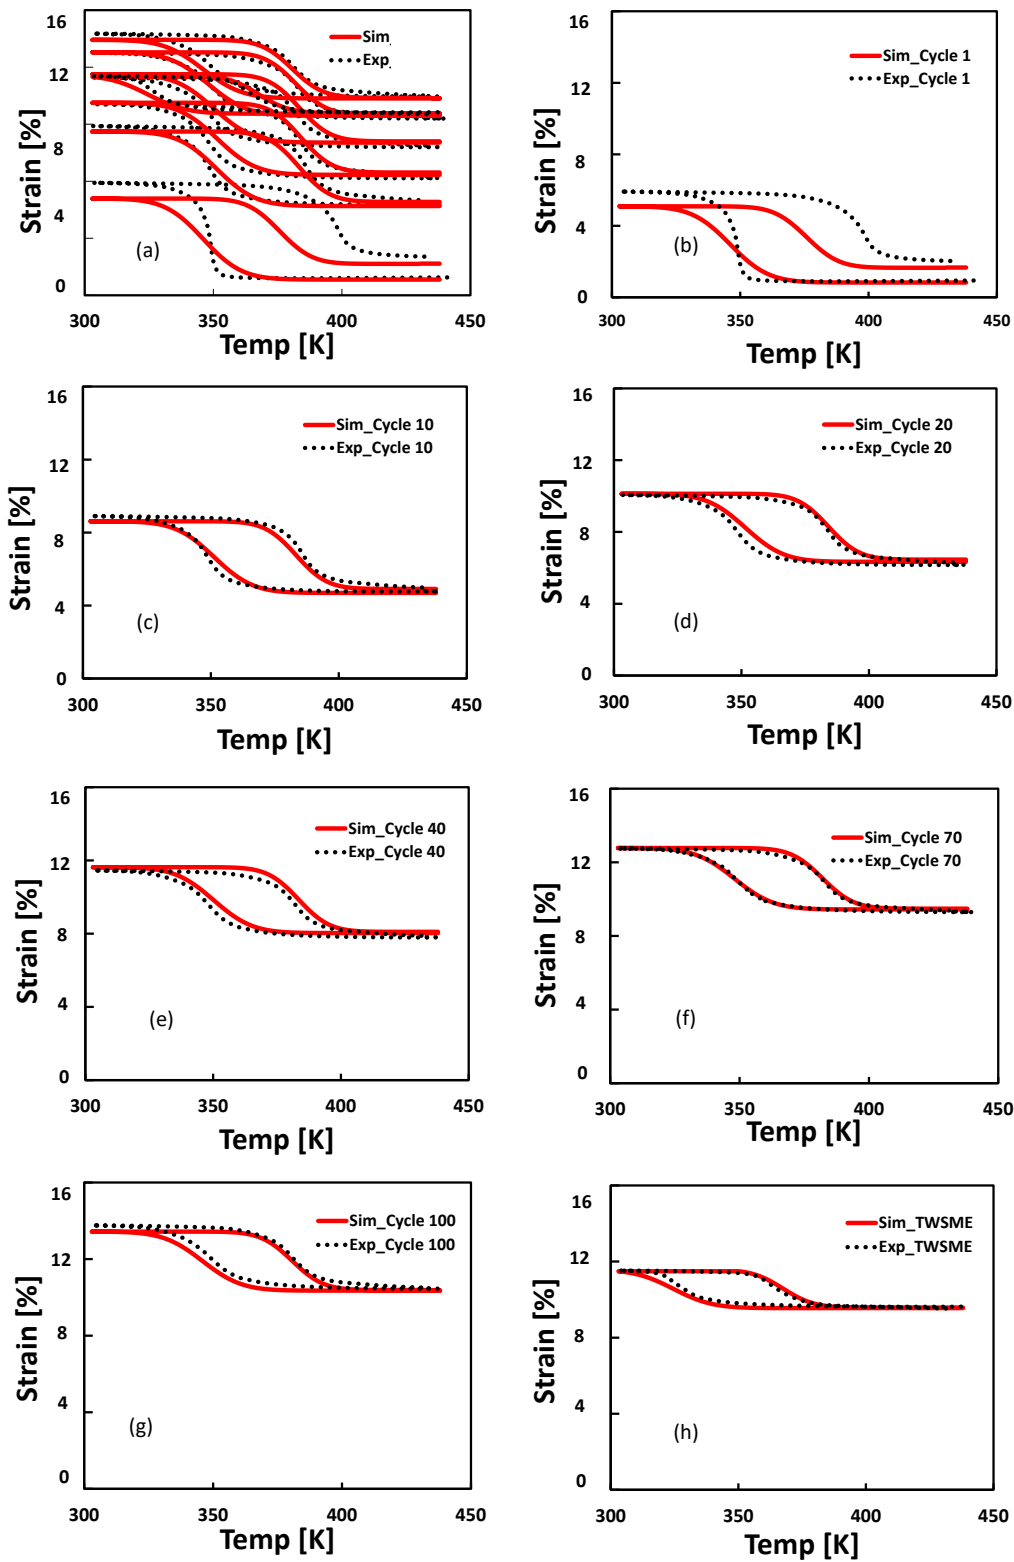 16
12
8
4
0
Strain [%]
Sim
Exp
(a)
300
350
400
450
Temp [K]
16
12
8
4
0
Strain [%]
Sim_Cycle 1
Exp_Cycle 1
(b)
300
350
400
450
Temp [K]
16
12
8
4
0
Strain [%]
Sim_Cycle 10
Exp_Cycle 10
(c)
300
350
400
450
Temp [K]
16
12
8
4
0
Strain [%]
Sim_Cycle 20
Exp_Cycle 20
(d)
300
350
400
450
Temp [K]
16
12
8
4
0
Strain [%]
Sim_Cycle 40
Exp_Cycle 40
(e)
300
350
400
450
Temp [K]
16
12
8
4
0
Strain [%]
Sim_Cycle 70
Exp_Cycle 70
(f)
300
350
400
450
Temp [K]
16
12
8
4
0
Strain [%]
Sim_Cycle 100
Exp_Cycle 100
(g)
300
350
400
450
Temp [K]
16
12
8
4
0
Strain [%]
Sim_TWSME
Exp_TWSME
(h)
300
350
400
450
Temp [K]